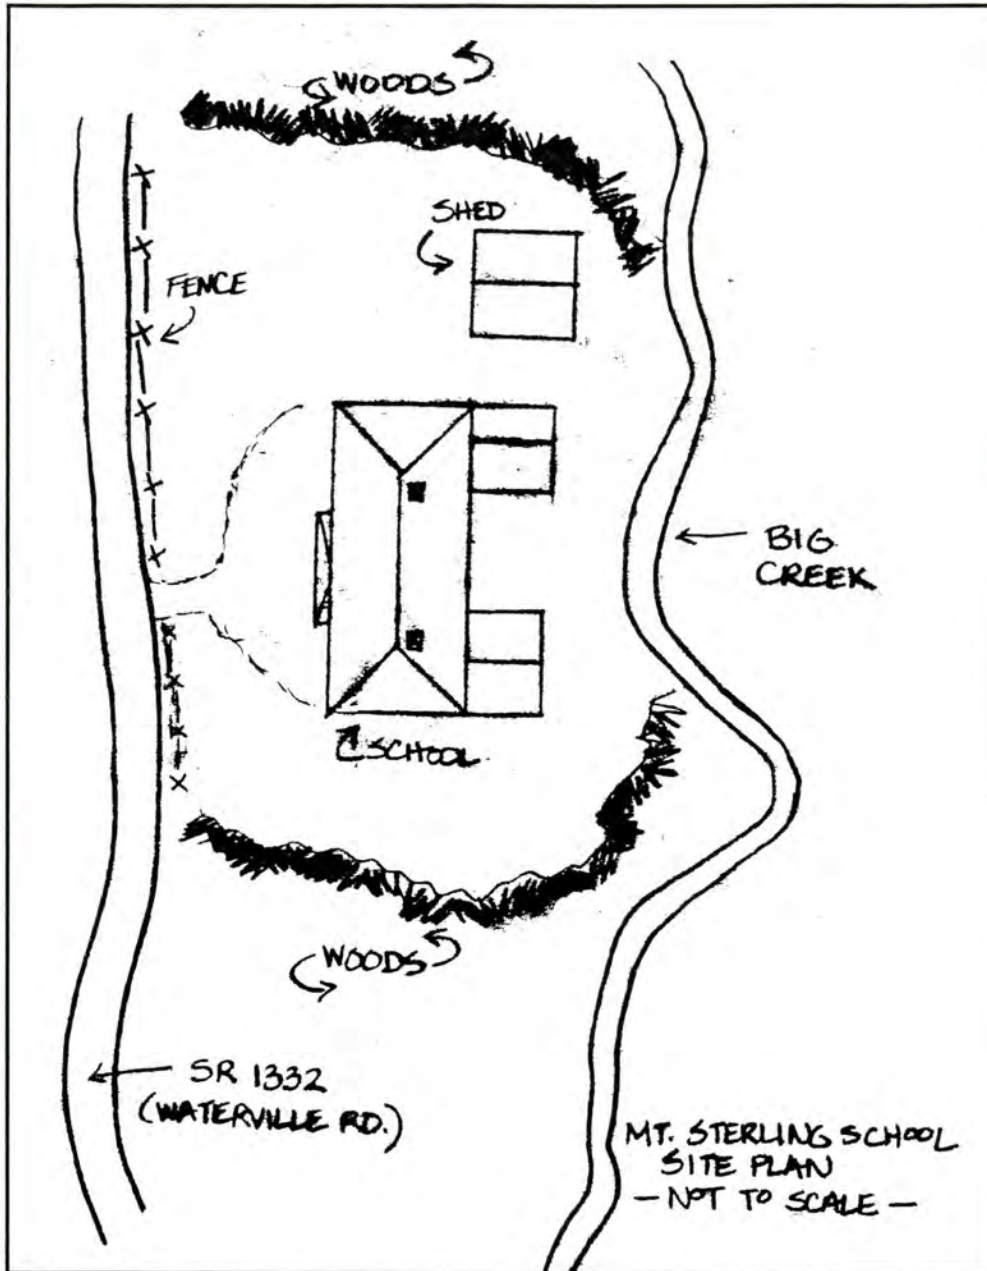 WOODS
SHED
FENCE
BIG
CREEK
SCHOOL
WOODS
SR 1332
(WATERVILLE RD.)
MT. STERLING SCHOOL
SITE PLAN
- NOT TO SCALE -